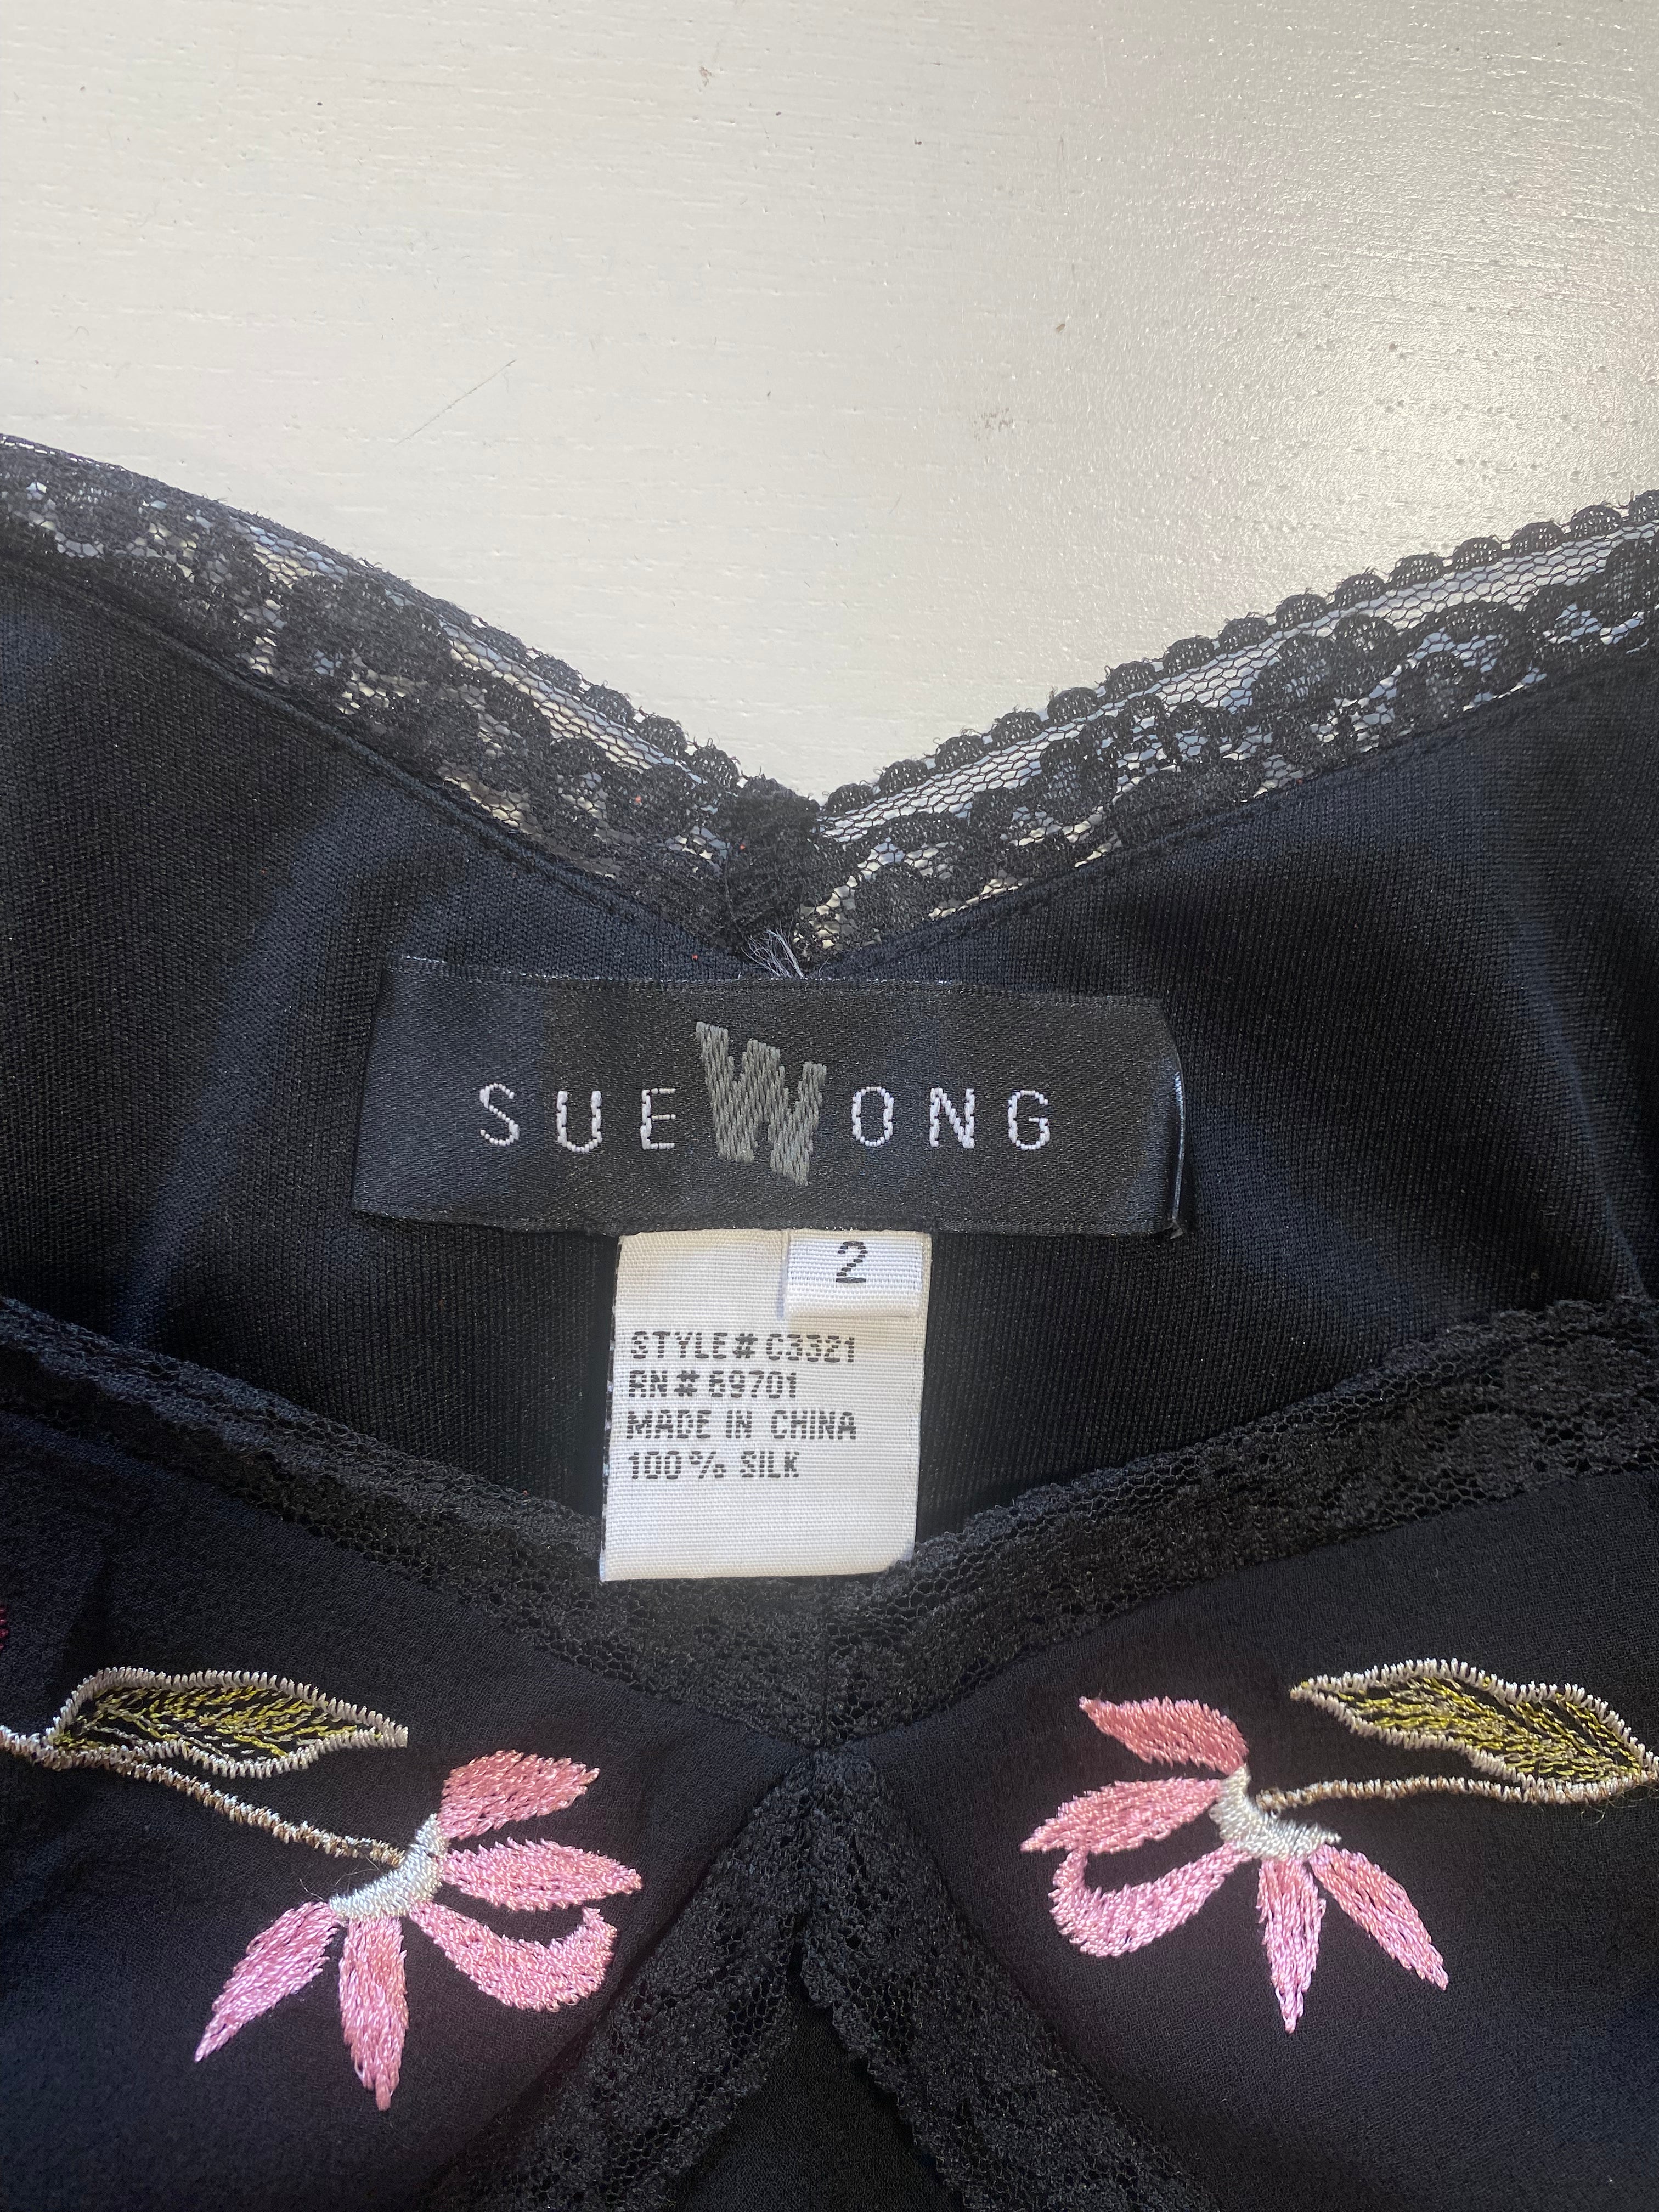 SUE WONG
2
STYLE# C3321
RN# 69701
MADE IN CHINA
100% SILK